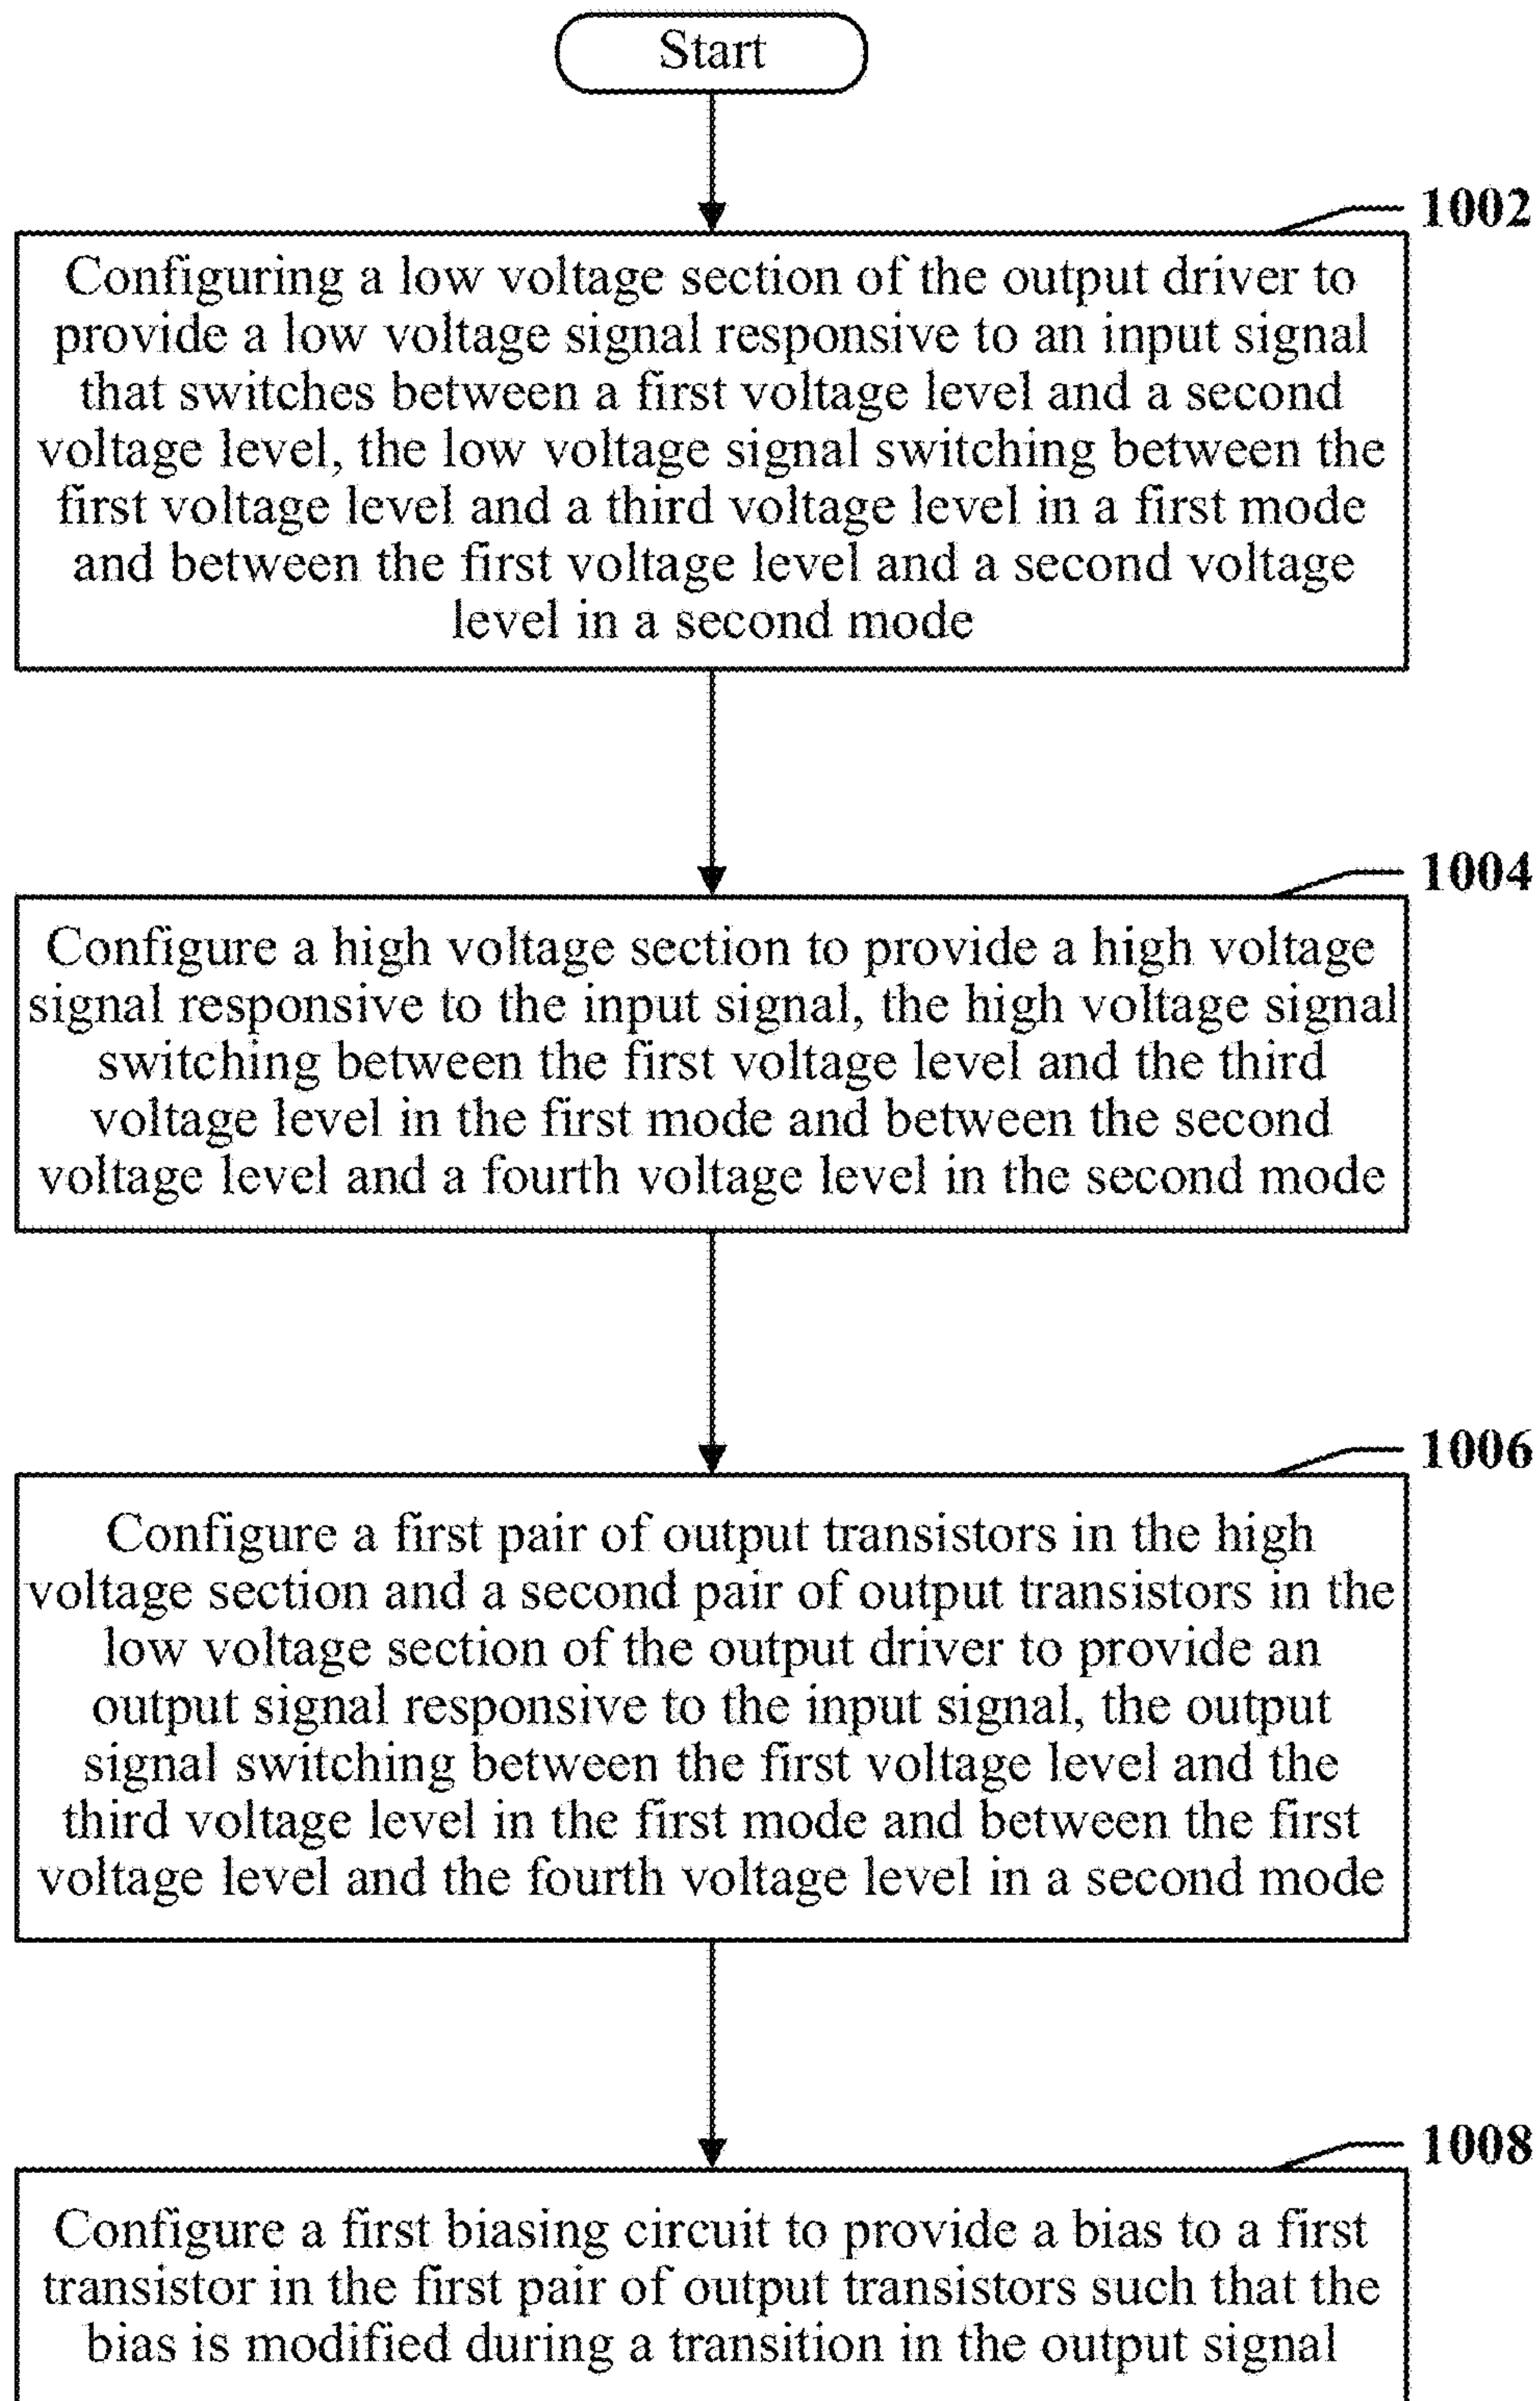 Start
1002
Configuring a low voltage section of the output driver to
provide a low voltage signal responsive to an input signal
that switches between a first voltage level and a second
voltage level, the low voltage signal switching between the
first voltage level and a third voltage level in a first mode
and between the first voltage level and a second voltage
level in a second mode
1004
Configure a high voltage section to provide a high voltage
signal responsive to the input signal, the high voltage signal
switching between the first voltage level and the third
voltage level in the first mode and between the second
voltage level and a fourth voltage level in the second mode
1006
Configure a first pair of output transistors in the high
voltage section and a second pair of output transistors in the
low voltage section of the output driver to provide an
output signal responsive to the input signal, the output
signal switching between the first voltage level and the
third voltage level in the first mode and between the first
voltage level and the fourth voltage level in a second mode
1008
Configure a first biasing circuit to provide a bias to a first
transistor in the first pair of output transistors such that the
bias is modified during a transition in the output signal